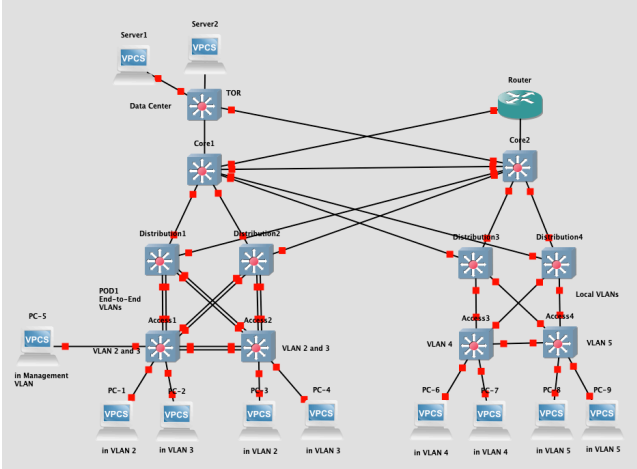 Server2
Server1
VPCS
VPCS
TOR
Data Center
Router
Core1
Core2
Distribution1
Distribution2
Distribution3
Distribution4
POD1
End-to-End
VLANs
Local VLANs
PC-5
Access1
Access2
Access3
Access4
VPCS
VLAN 2 and 3
VLAN 2 and 3
VLAN 4
VLAN 5
in Management
VLAN
PC-1
PC-2
PC-3
PC-4
PC-6
PC-7
PC-8
PC-9
VPCS
VPCS
VPCS
VPCS
VPCS
VPCS
VPCS
VPCS
in VLAN 2
in VLAN 3
in VLAN 2
in VLAN 3
in VLAN 4
in VLAN 4
in VLAN 5
in VLAN 5